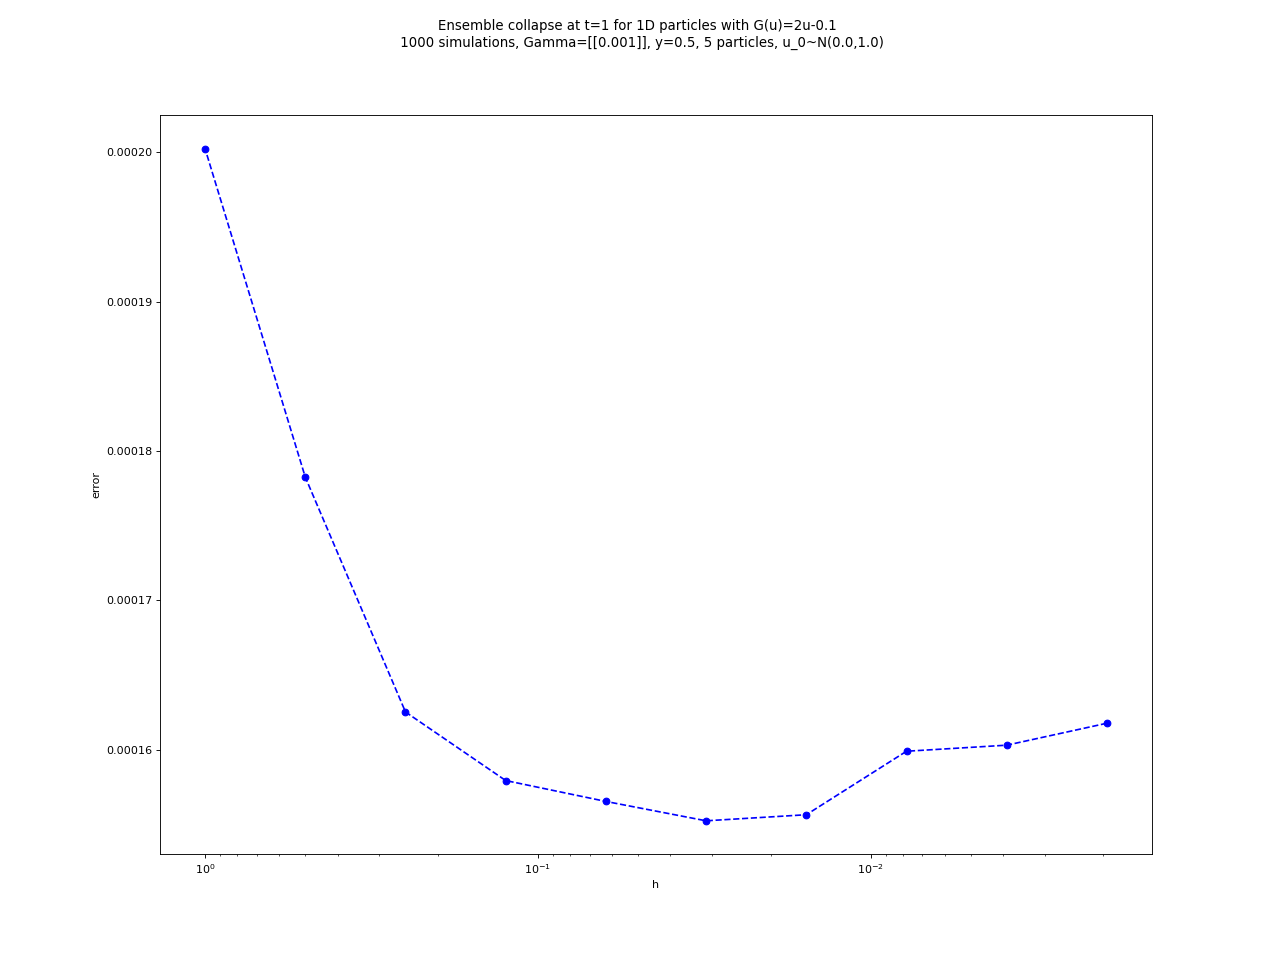 Ensemble collapse at t=1 for 1D particles with G(u)=2u-0.1
1000 simulations, Gamma=[[0.001]], y=0.5, 5 particles, u_0~N(0.0,1.0)
0.00020
0.00019
0.00018
0.00017
0.00016
error
10⁰
10⁻¹
10⁻²
h